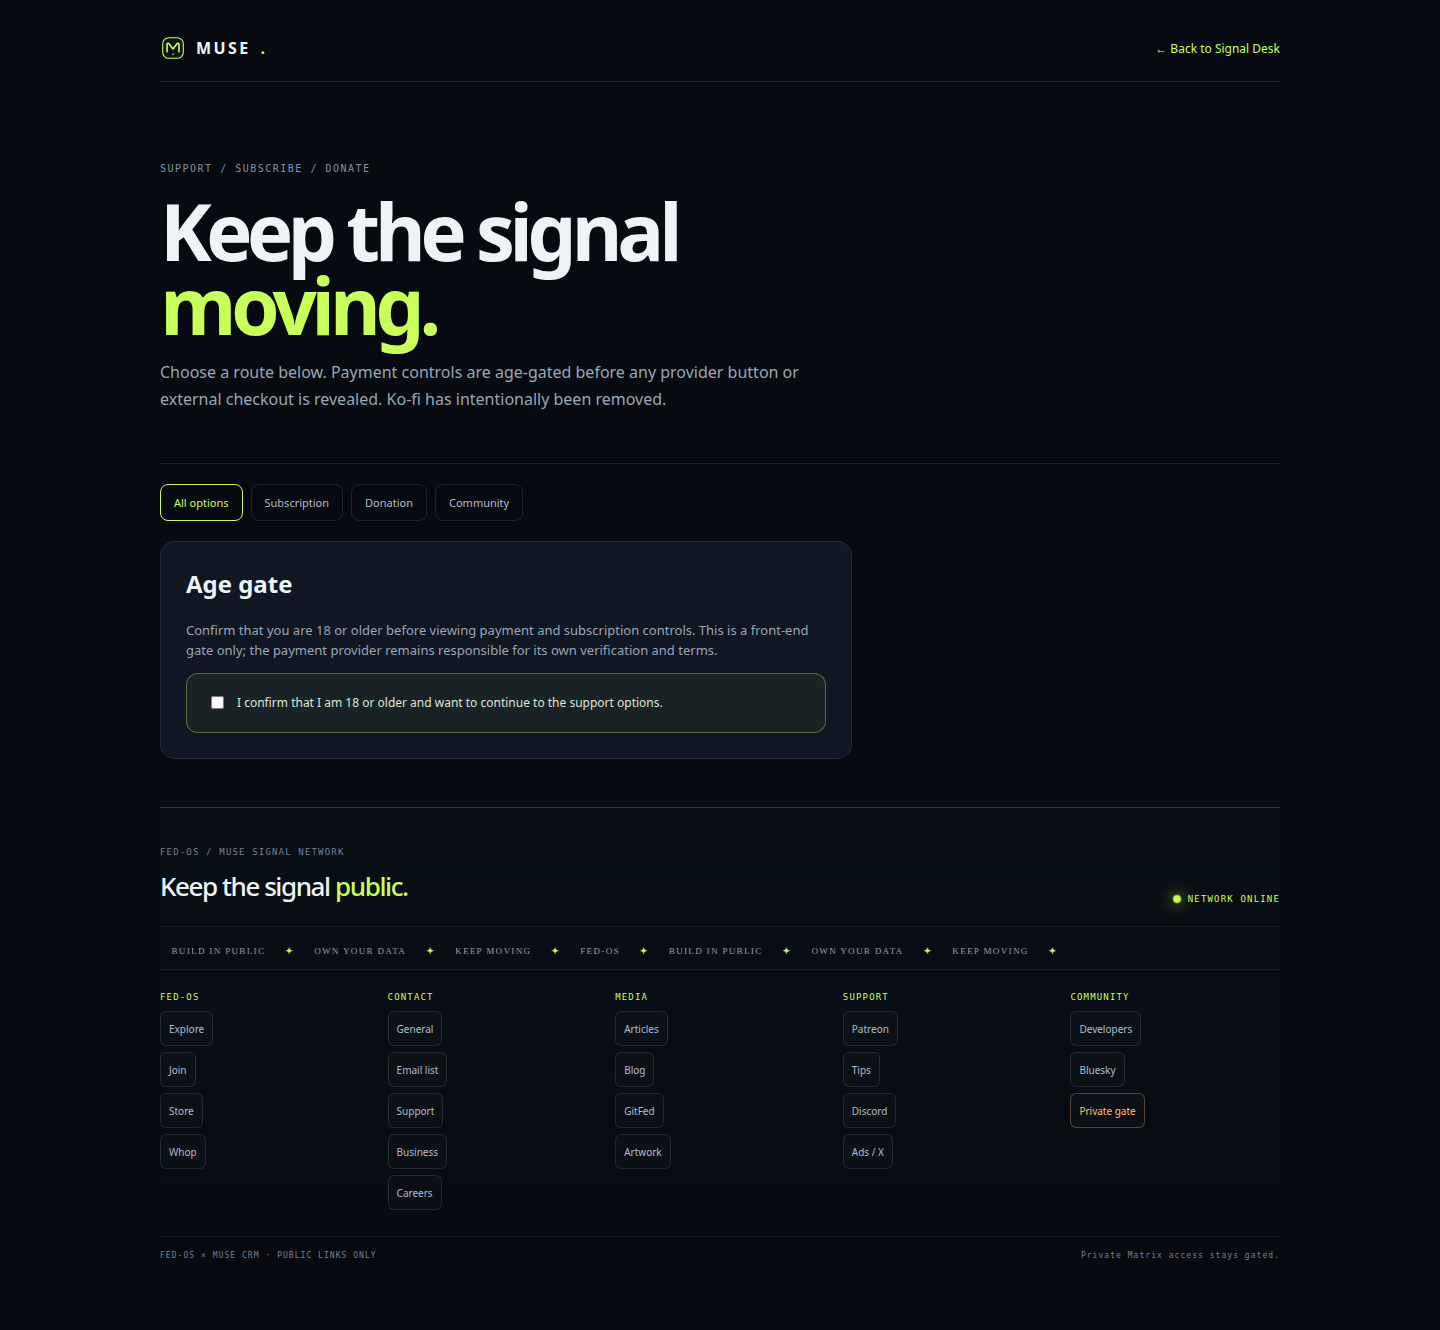 MUSE .
← Back to Signal Desk
SUPPORT / SUBSCRIBE / DONATE
Keep the signal
moving.
Choose a route below. Payment controls are age-gated before any provider button or
external checkout is revealed. Ko-fi has intentionally been removed.
All options
Subscription
Donation
Community
Age gate
Confirm that you are 18 or older before viewing payment and subscription controls. This is a front-end
gate only; the payment provider remains responsible for its own verification and terms.
I confirm that I am 18 or older and want to continue to the support options.
FED-OS / MUSE SIGNAL NETWORK
Keep the signal public.
NETWORK ONLINE
BUILD IN PUBLIC ✦ OWN YOUR DATA ✦ KEEP MOVING ✦ FED-OS ✦ BUILD IN PUBLIC ✦ OWN YOUR DATA ✦ KEEP MOVING ✦
FED-OS
Explore
Join
Store
Whop
CONTACT
General
Email list
Support
Business
Careers
MEDIA
Articles
Blog
GitFed
Artwork
SUPPORT
Patreon
Tips
Discord
Ads / X
COMMUNITY
Developers
Bluesky
Private gate
FED-OS × MUSE CRM · PUBLIC LINKS ONLY
Private Matrix access stays gated.